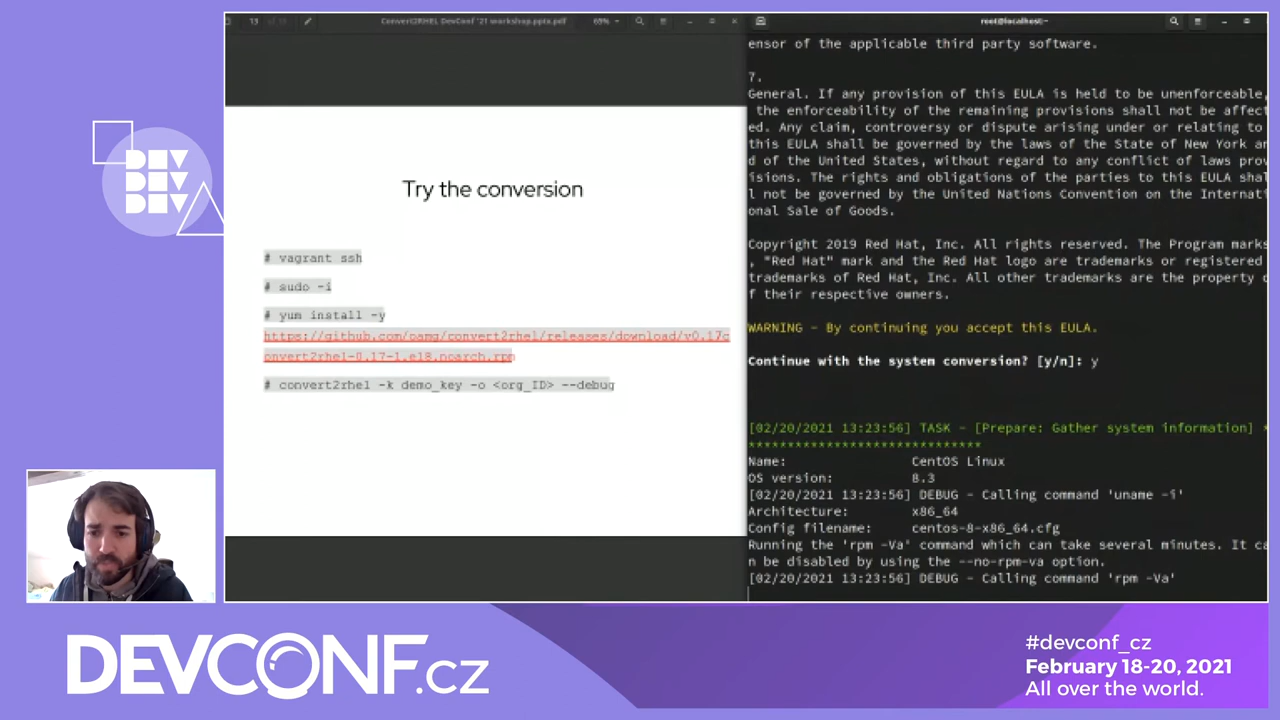 13
Convert2RHEL DevConf '21 workshop.pptx.pdf
root@localhost:~
Try the conversion
# vagrant ssh
# sudo -i
# yum install -y
https://github.com/oamg/convert2rhel/releases/download/v0.17c
onvert2rhel-0.17-1.el8.noarch.rpm
# convert2rhel -k demo_key -o <org_ID> --debug
ensor of the applicable third party software.
7.
General. If any provision of this EULA is held to be unenforceable,
the enforceability of the remaining provisions shall not be affect
ed. Any claim, controversy or dispute arising under or relating to
this EULA shall be governed by the laws of the State of New York an
d of the United States, without regard to any conflict of laws prov
isions. The rights and obligations of the parties to this EULA shal
l not be governed by the United Nations Convention on the Internati
onal Sale of Goods.
Copyright 2019 Red Hat, Inc. All rights reserved. The Program marks
, "Red Hat" mark and the Red Hat logo are trademarks or registered
trademarks of Red Hat, Inc. All other trademarks are the property o
f their respective owners.
WARNING - By continuing you accept this EULA.
Continue with the system conversion? [y/n]: y
[02/20/2021 13:23:56] TASK - [Prepare: Gather system information] *
*****************************
Name: CentOS Linux
OS version: 8.3
[02/20/2021 13:23:56] DEBUG - Calling command 'uname -i'
Architecture: x86_64
Config filename: centos-8-x86_64.cfg
Running the 'rpm -Va' command which can take several minutes. It ca
n be disabled by using the --no-rpm-va option.
[02/20/2021 13:23:56] DEBUG - Calling command 'rpm -Va'
DEV
DEV
DEV
DEVCONF.cz
#devconf_cz
February 18-20, 2021
All over the world.